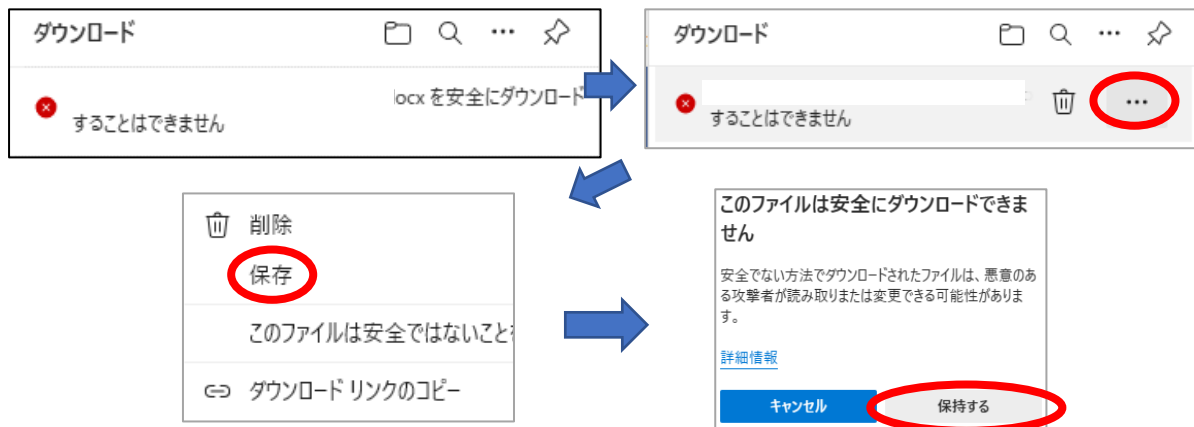 ダウンロード
docx を安全にダウンロード
することはできません
ダウンロード
することはできません
削除
保存
このファイルは安全ではないことを
ダウンロード リンクのコピー
このファイルは安全にダウンロードできま
せん
安全でない方法でダウンロードされたファイルは、悪意のあ
る攻撃者が読み取りまたは変更できる可能性がありま
す。
詳細情報
キャンセル
保持する